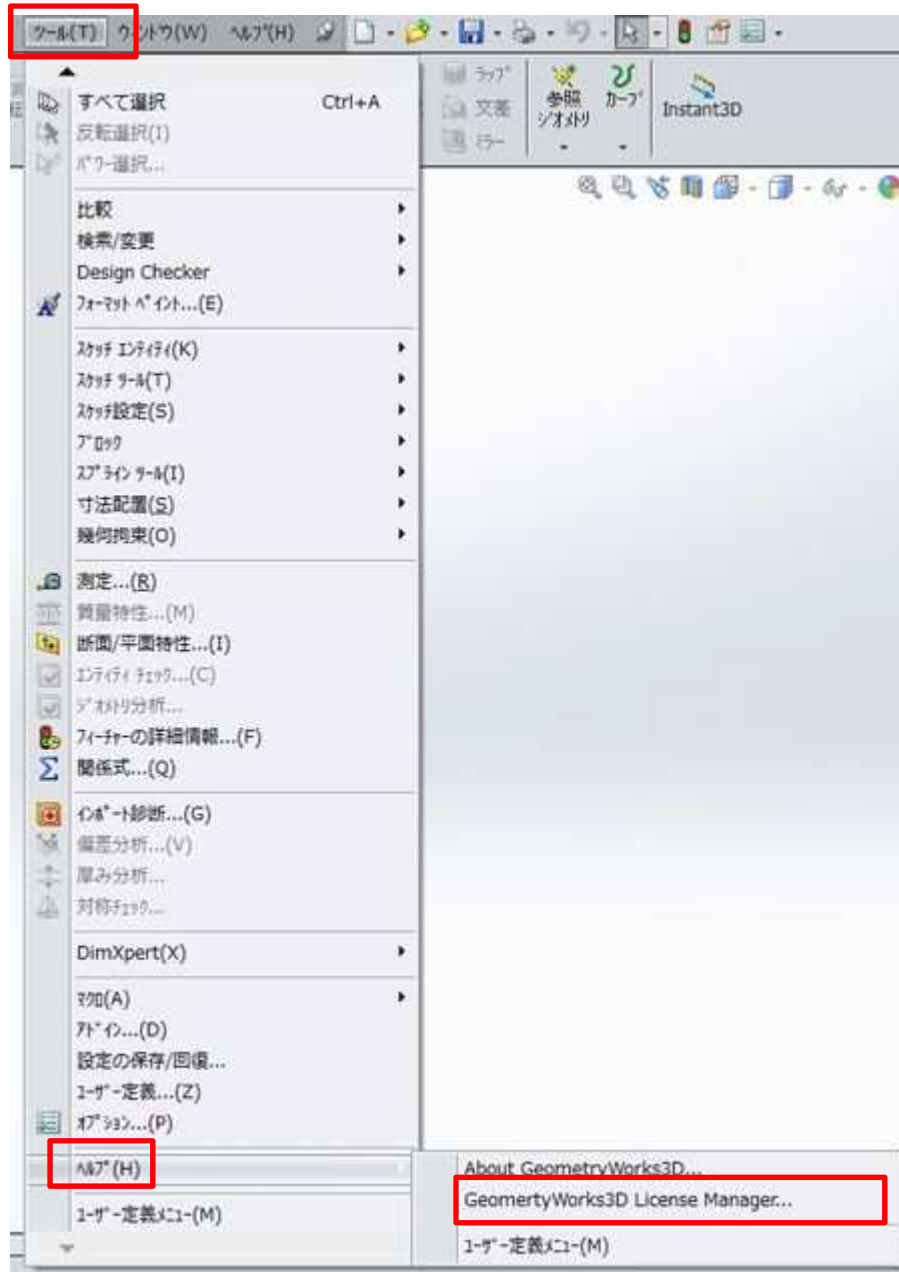 ツール(T) ウィンドウ(W) ヘルプ(H)
ラップ
交差
ミラー
参照
ジオメトリ
カーブ
Instant3D
すべて選択 Ctrl+A
反転選択(I)
パワー選択...
比較
検索/変更
Design Checker
フォーマット ペイント...(E)
スケッチ エンティティ(K)
スケッチ ツール(T)
スケッチ設定(S)
ブロック
スプライン ツール(I)
寸法配置(S)
幾何拘束(O)
測定...(R)
質量特性...(M)
断面/平面特性...(I)
エンティティ チェック...(C)
ジオメトリ分析...
フィーチャーの詳細情報...(F)
関係式...(Q)
インポート診断...(G)
偏差分析...(V)
厚み分析...
対称チェック...
DimXpert(X)
マクロ(A)
アドイン...(D)
設定の保存/回復...
ユーザー定義...(Z)
オプション...(P)
ヘルプ(H)
ユーザー定義メニュー(M)
About GeometryWorks3D...
GeomertyWorks3D License Manager...
ユーザー定義メニュー(M)